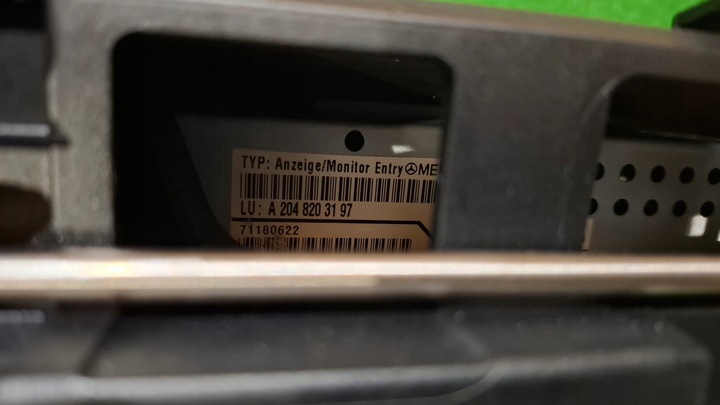 TYP: Anzeige/Monitor Entry
LU: A 204 820 31 97
71180622